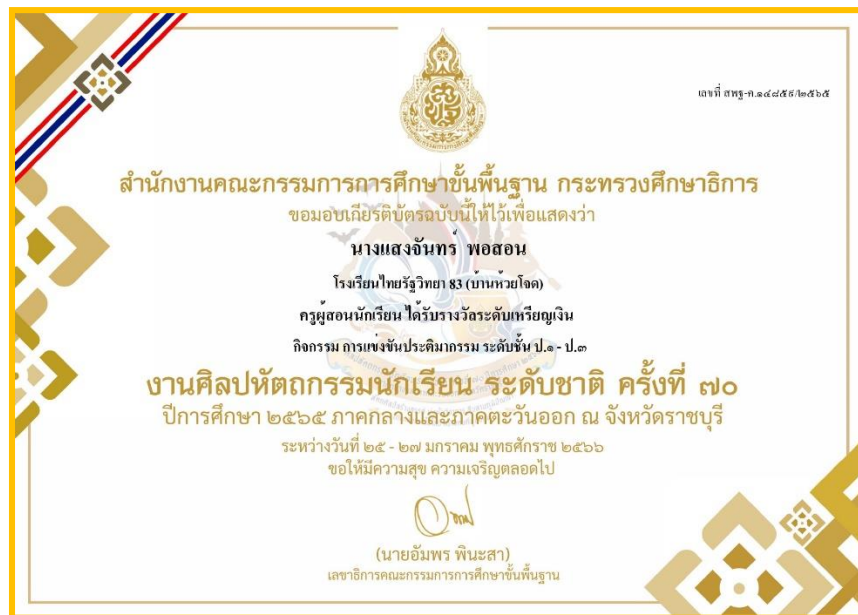 เลขที่ สพฐ-ค.๑๔๘๕๙/๒๕๖๕
สำนักงานคณะกรรมการการศึกษาขั้นพื้นฐาน กระทรวงศึกษาธิการ
ขอมอบเกียรติบัตรฉบับนี้ให้ไว้เพื่อแสดงว่า
นางแสงจันทร์ พอสอน
โรงเรียนไทยรัฐวิทยา 83 (บ้านห้วยโจด)
ครูผู้สอนนักเรียน ได้รับรางวัลระดับเหรียญเงิน
กิจกรรม การแข่งขันประติมากรรม ระดับชั้น ป.๑ - ป.๓
งานศิลปหัตถกรรมนักเรียน ระดับชาติ ครั้งที่ ๗๐
ปีการศึกษา ๒๕๖๕ ภาคกลางและภาคตะวันออก ณ จังหวัดราชบุรี
ระหว่างวันที่ ๒๕ - ๒๗ มกราคม พุทธศักราช ๒๕๖๖
ขอให้มีความสุข ความเจริญตลอดไป
(นายอัมพร พินะสา)
เลขาธิการคณะกรรมการการศึกษาขั้นพื้นฐาน